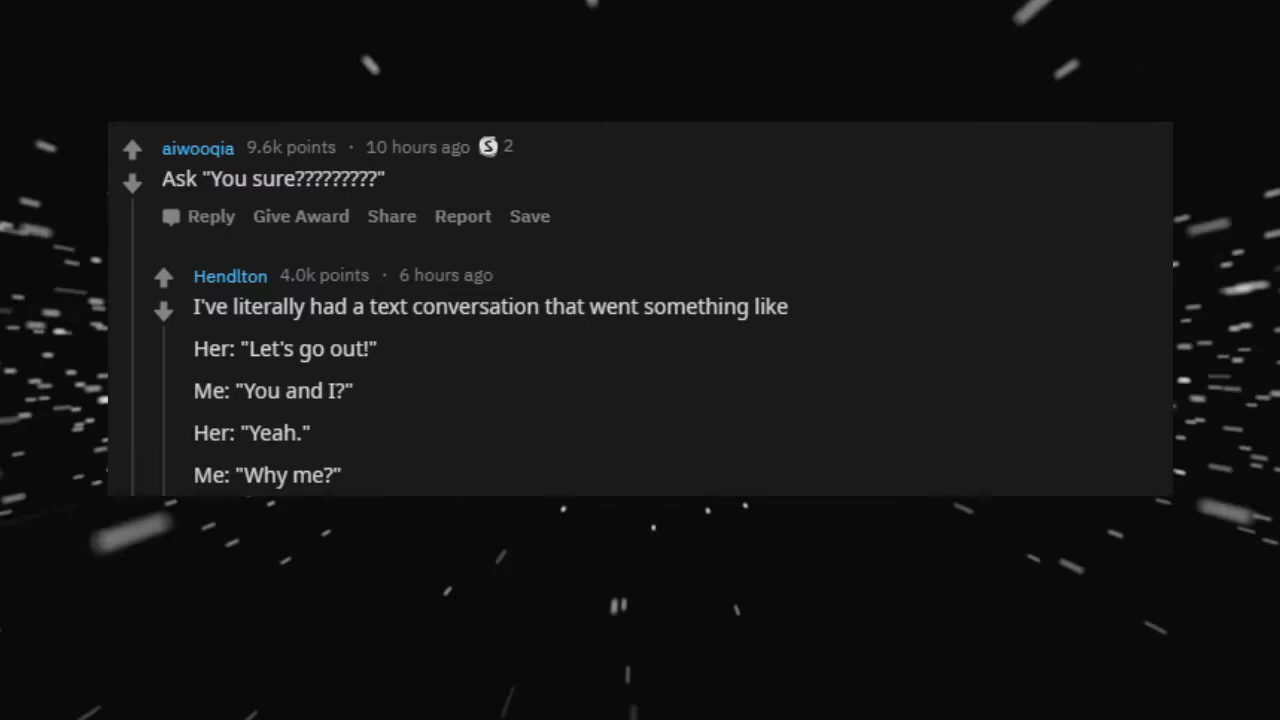 aiwooqia 9.6k points · 10 hours ago S 2
Ask "You sure?????????"
Reply Give Award Share Report Save
Hendlton 4.0k points · 6 hours ago
I've literally had a text conversation that went something like
Her: "Let's go out!"
Me: "You and I?"
Her: "Yeah."
Me: "Why me?"